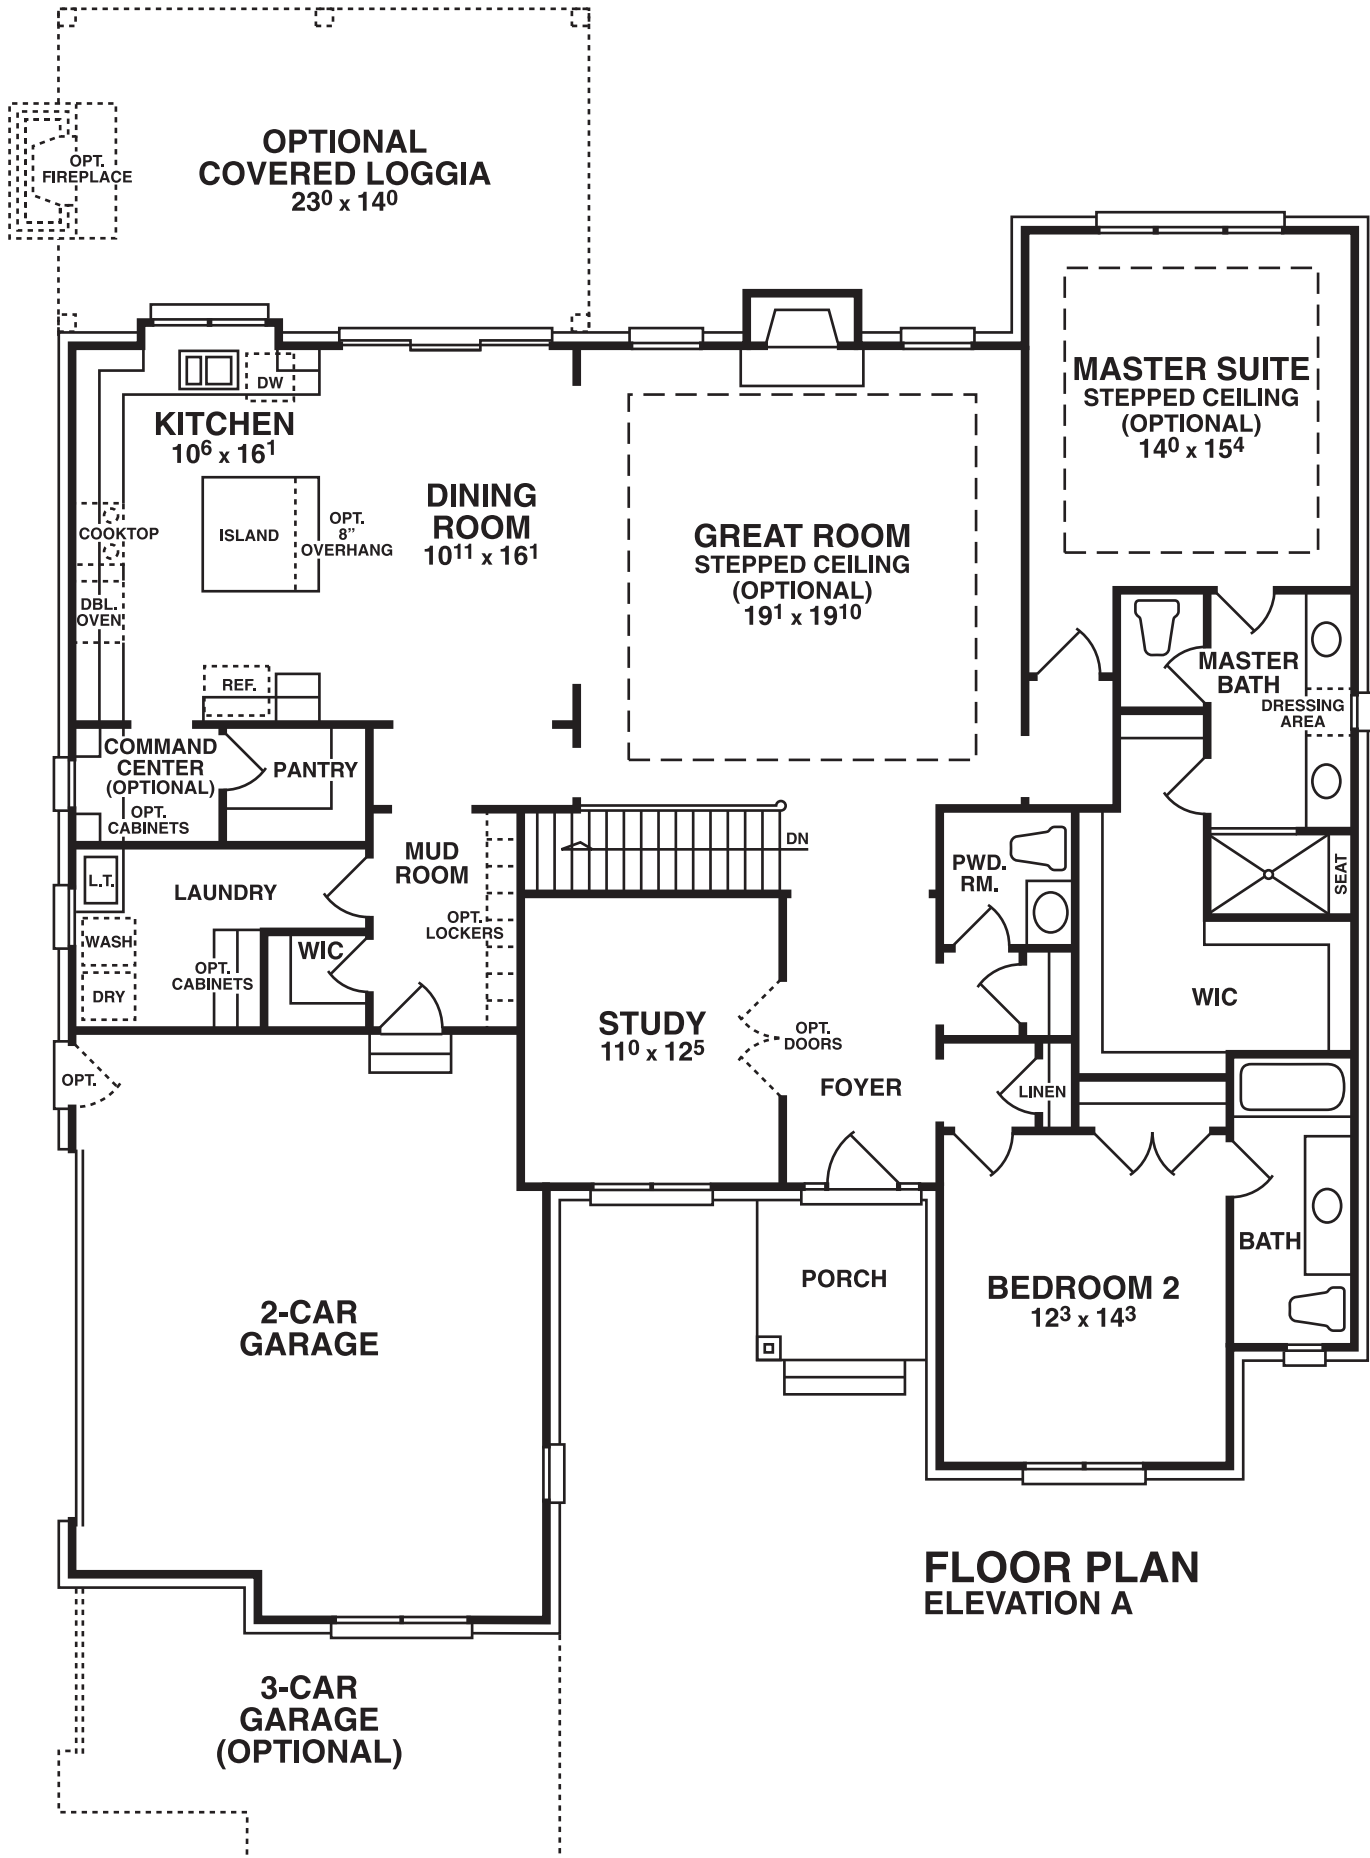 OPTIONAL
COVERED LOGGIA
23⁰ x 14⁰
OPT.
FIREPLACE
DW
KITCHEN
10⁶ x 16¹
COOKTOP
ISLAND
OPT.
8”
OVERHANG
DBL.
OVEN
REF.
DINING
ROOM
10¹¹ x 16¹
GREAT ROOM
STEPPED CEILING
(OPTIONAL)
19¹ x 19¹⁰
MASTER SUITE
STEPPED CEILING
(OPTIONAL)
14⁰ x 15⁴
MASTER
BATH
DRESSING
AREA
SEAT
COMMAND
CENTER
(OPTIONAL)
OPT.
CABINETS
PANTRY
L.T.
LAUNDRY
WASH
DRY
OPT.
CABINETS
WIC
MUD
ROOM
OPT.
LOCKERS
DN
PWD.
RM.
WIC
STUDY
11⁰ x 12⁵
OPT.
DOORS
FOYER
LINEN
OPT.
BATH
PORCH
BEDROOM 2
12³ x 14³
2-CAR
GARAGE
FLOOR PLAN
ELEVATION A
3-CAR
GARAGE
(OPTIONAL)